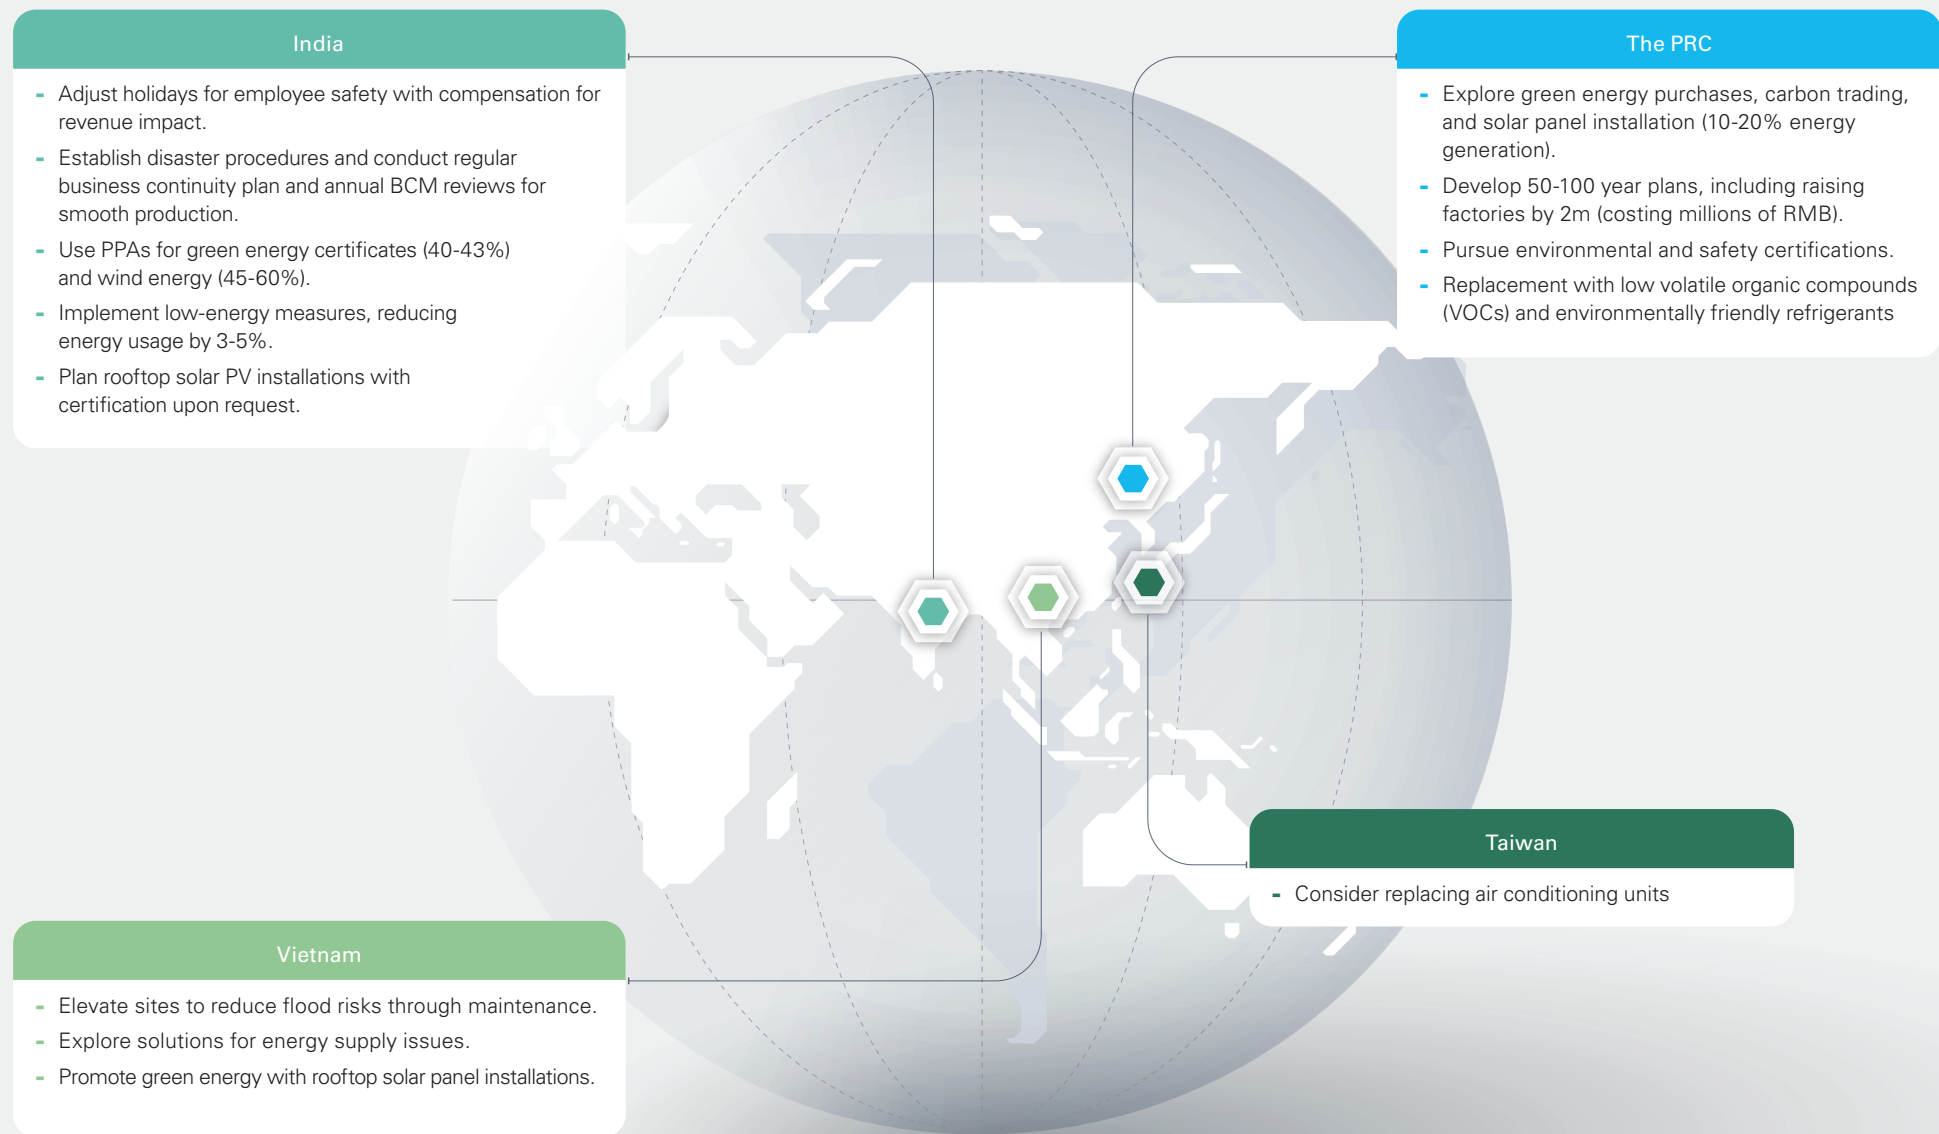 India
- Adjust holidays for employee safety with compensation for
revenue impact.
- Establish disaster procedures and conduct regular
business continuity plan and annual BCM reviews for
smooth production.
- Use PPAs for green energy certificates (40-43%)
and wind energy (45-60%).
- Implement low-energy measures, reducing
energy usage by 3-5%.
- Plan rooftop solar PV installations with
certification upon request.
The PRC
- Explore green energy purchases, carbon trading,
and solar panel installation (10-20% energy
generation).
- Develop 50-100 year plans, including raising
factories by 2m (costing millions of RMB).
- Pursue environmental and safety certifications.
- Replacement with low volatile organic compounds
(VOCs) and environmentally friendly refrigerants
Taiwan
- Consider replacing air conditioning units
Vietnam
- Elevate sites to reduce flood risks through maintenance.
- Explore solutions for energy supply issues.
- Promote green energy with rooftop solar panel installations.